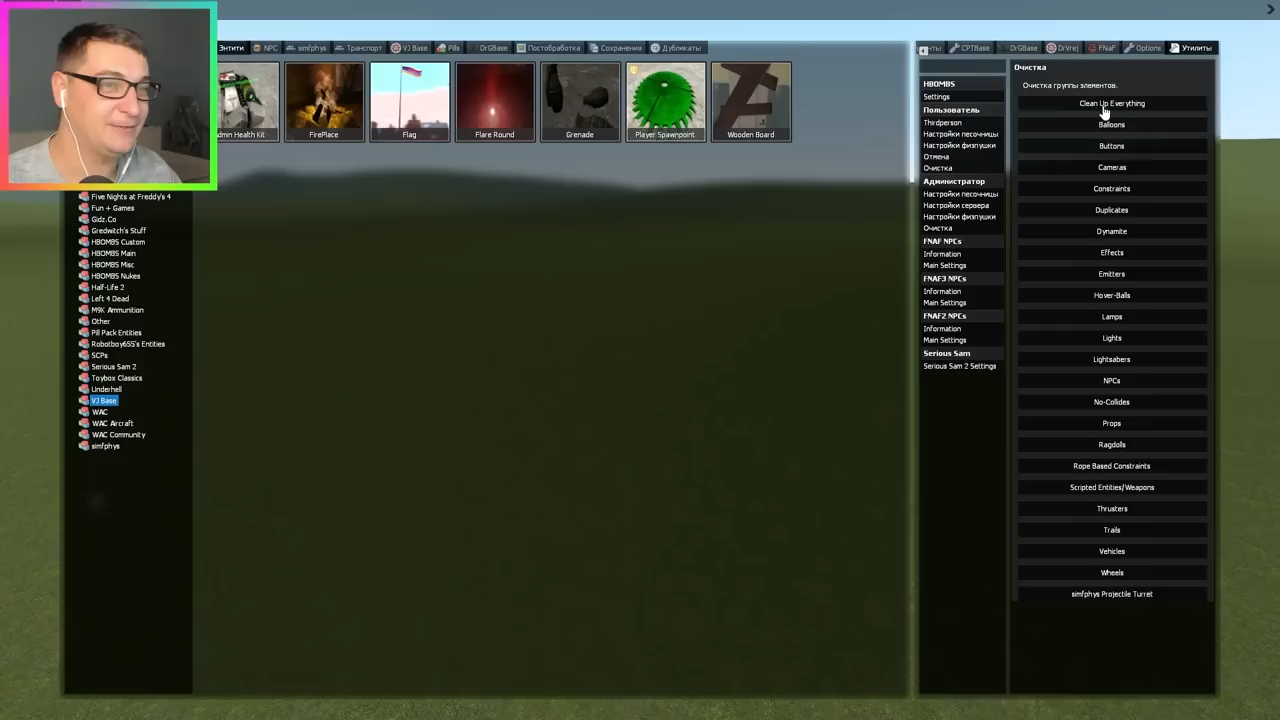 Энтити NPC simfphys Транспорт VJ Base Pills DrGBase Постобработка Сохранения Дубликаты
CPTBase DrGBase DrVrej FNaF Options Утилиты
FirePlace
Flag
Flare Round
Grenade
Player Spawnpoint
Wooden Board
Five Nights at Freddy's 4
Fun + Games
Gidz.Co
Gredwitch's Stuff
HBOMBS Custom
HBOMBS Main
HBOMBS Misc
HBOMBS Nukes
Half-Life 2
Left 4 Dead
M9K Ammunition
Other
Pill Pack Entities
Robotboy655's Entities
SCPs
Serious Sam 2
Toybox Classics
Underhell
VJ Base
WAC
WAC Aircraft
WAC Community
simfphys
HBOMBS
Settings
Пользователь
Thirdperson
Настройки песочницы
Настройки физпушки
Отмена
Очистка
Администратор
Настройки песочницы
Настройки сервера
Настройки физпушки
Очистка
FNAF NPCs
Information
Main Settings
FNAF3 NPCs
Information
Main Settings
FNAF2 NPCs
Information
Main Settings
Serious Sam
Serious Sam 2 Settings
Очистка
Очистка группы элементов.
Clean Up Everything
Balloons
Buttons
Cameras
Constraints
Duplicates
Dynamite
Effects
Emitters
Hover-Balls
Lamps
Lights
Lightsabers
NPCs
No-Collides
Props
Ragdolls
Rope Based Constraints
Scripted Entities/Weapons
Thrusters
Trails
Vehicles
Wheels
simfphys Projectile Turret